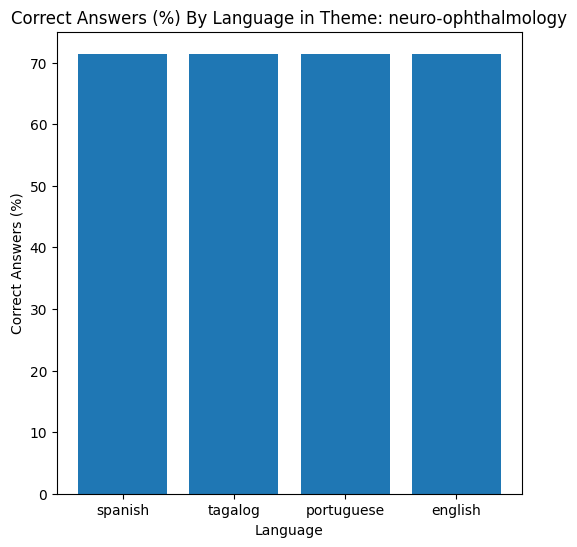 Correct Answers (%) By Language in Theme: neuro-ophthalmology
Correct Answers (%)
70
60
50
40
30
20
10
0
spanish tagalog portuguese english
Language